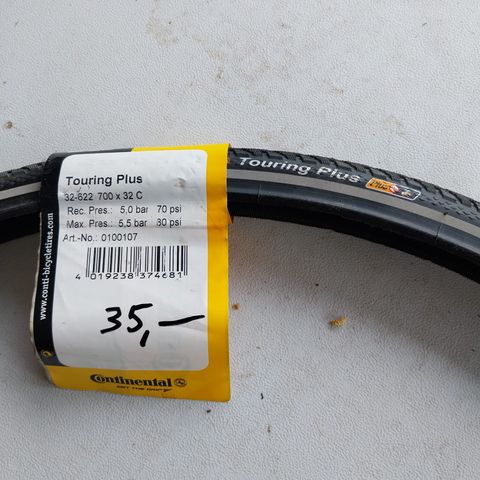 Touring Plus
Touring Plus
32-622 700 x 32 C
Rec. Pres.: 5,0 bar 70 psi
Max. Pres.: 5,5 bar 80 psi
Art.-No.: 0100107
4 019238 374681
35,—
www.conti-bicycletires.com
Continental